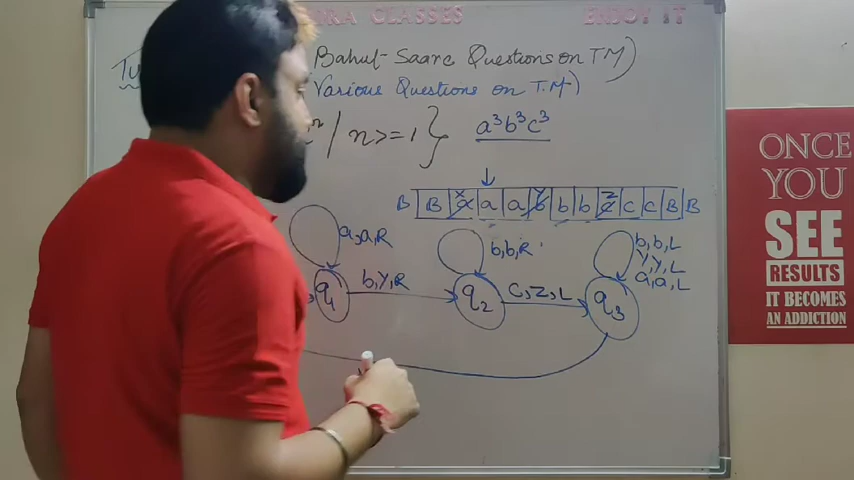 CLASSES ENJOY IT
Bahut-Saare Questions on TM)
Various Questions on T.M)
n / n>=1} a³b³c³
B B a x a a b y b b c z c c B B
a,a,R
b,b,R
b,b,L
y,y,L
a,a,L
q1 b,y,R q2 c,z,L q3
ONCE
YOU
SEE
RESULTS
IT BECOMES
AN ADDICTION